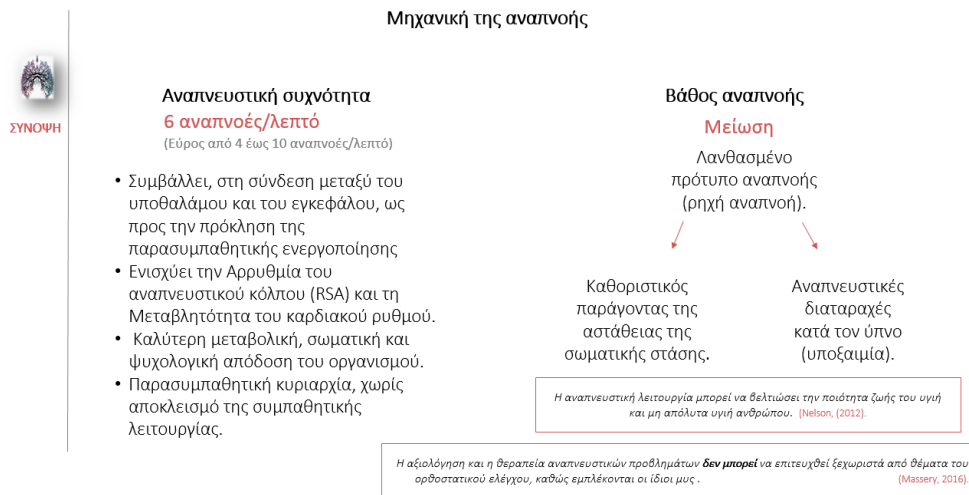 Μηχανική της αναπνοής
ΣΥΝΟΨΗ
Αναπνευστική συχνότητα
6 αναπνοές/λεπτό
(Εύρος από 4 έως 10 αναπνοές/λεπτό)
• Συμβάλλει, στη σύνδεση μεταξύ του
υποθαλάμου και του εγκεφάλου, ως
προς την πρόκληση της
παρασυμπαθητικής ενεργοποίησης
• Ενισχύει την Αρρυθμία του
αναπνευστικού κόλπου (RSA) και τη
Μεταβλητότητα του καρδιακού ρυθμού.
• Καλύτερη μεταβολική, σωματική και
ψυχολογική απόδοση του οργανισμού.
• Παρασυμπαθητική κυριαρχία, χωρίς
αποκλεισμό της συμπαθητικής
λειτουργίας.
Βάθος αναπνοής
Μείωση
Λανθασμένο
πρότυπο αναπνοής
(ρηχή αναπνοή).
Καθοριστικός
παράγοντας της
αστάθειας της
σωματικής στάσης.
Αναπνευστικές
διαταραχές
κατά τον ύπνο
(υποξαιμία).
Η αναπνευστική λειτουργία μπορεί να βελτιώσει την ποιότητα ζωής του υγιή
και μη απόλυτα υγιή ανθρώπου. (Nelson, (2012).
Η αξιολόγηση και η θεραπεία αναπνευστικών προβλημάτων δεν μπορεί να επιτευχθεί ξεχωριστά από θέματα του
ορθοστατικού ελέγχου, καθώς εμπλέκονται οι ίδιοι μυς . (Massery, 2016).